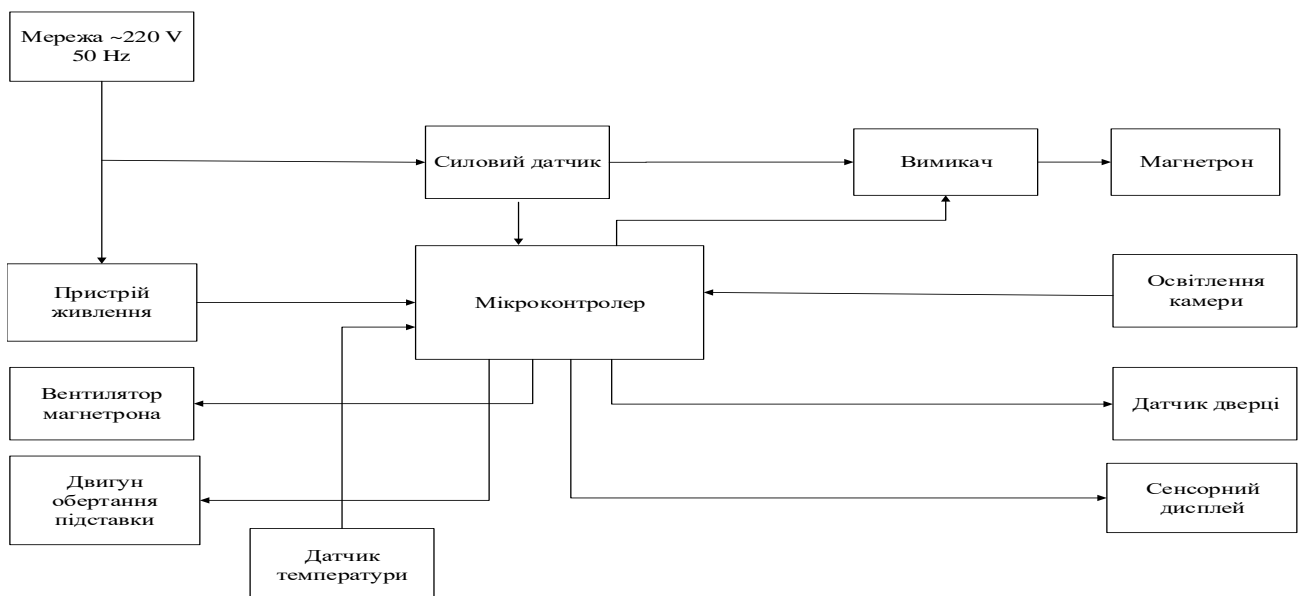 Мережа ~220 V
50 Hz
Силовий датчик
Вимикач
Магнетрон
Пристрій
живлення
Мікроконтролер
Освітлення
камери
Вентилятор
магнетрона
Датчик дверці
Двигун
обертання
підставки
Сенсорний
дисплей
Датчик
температури